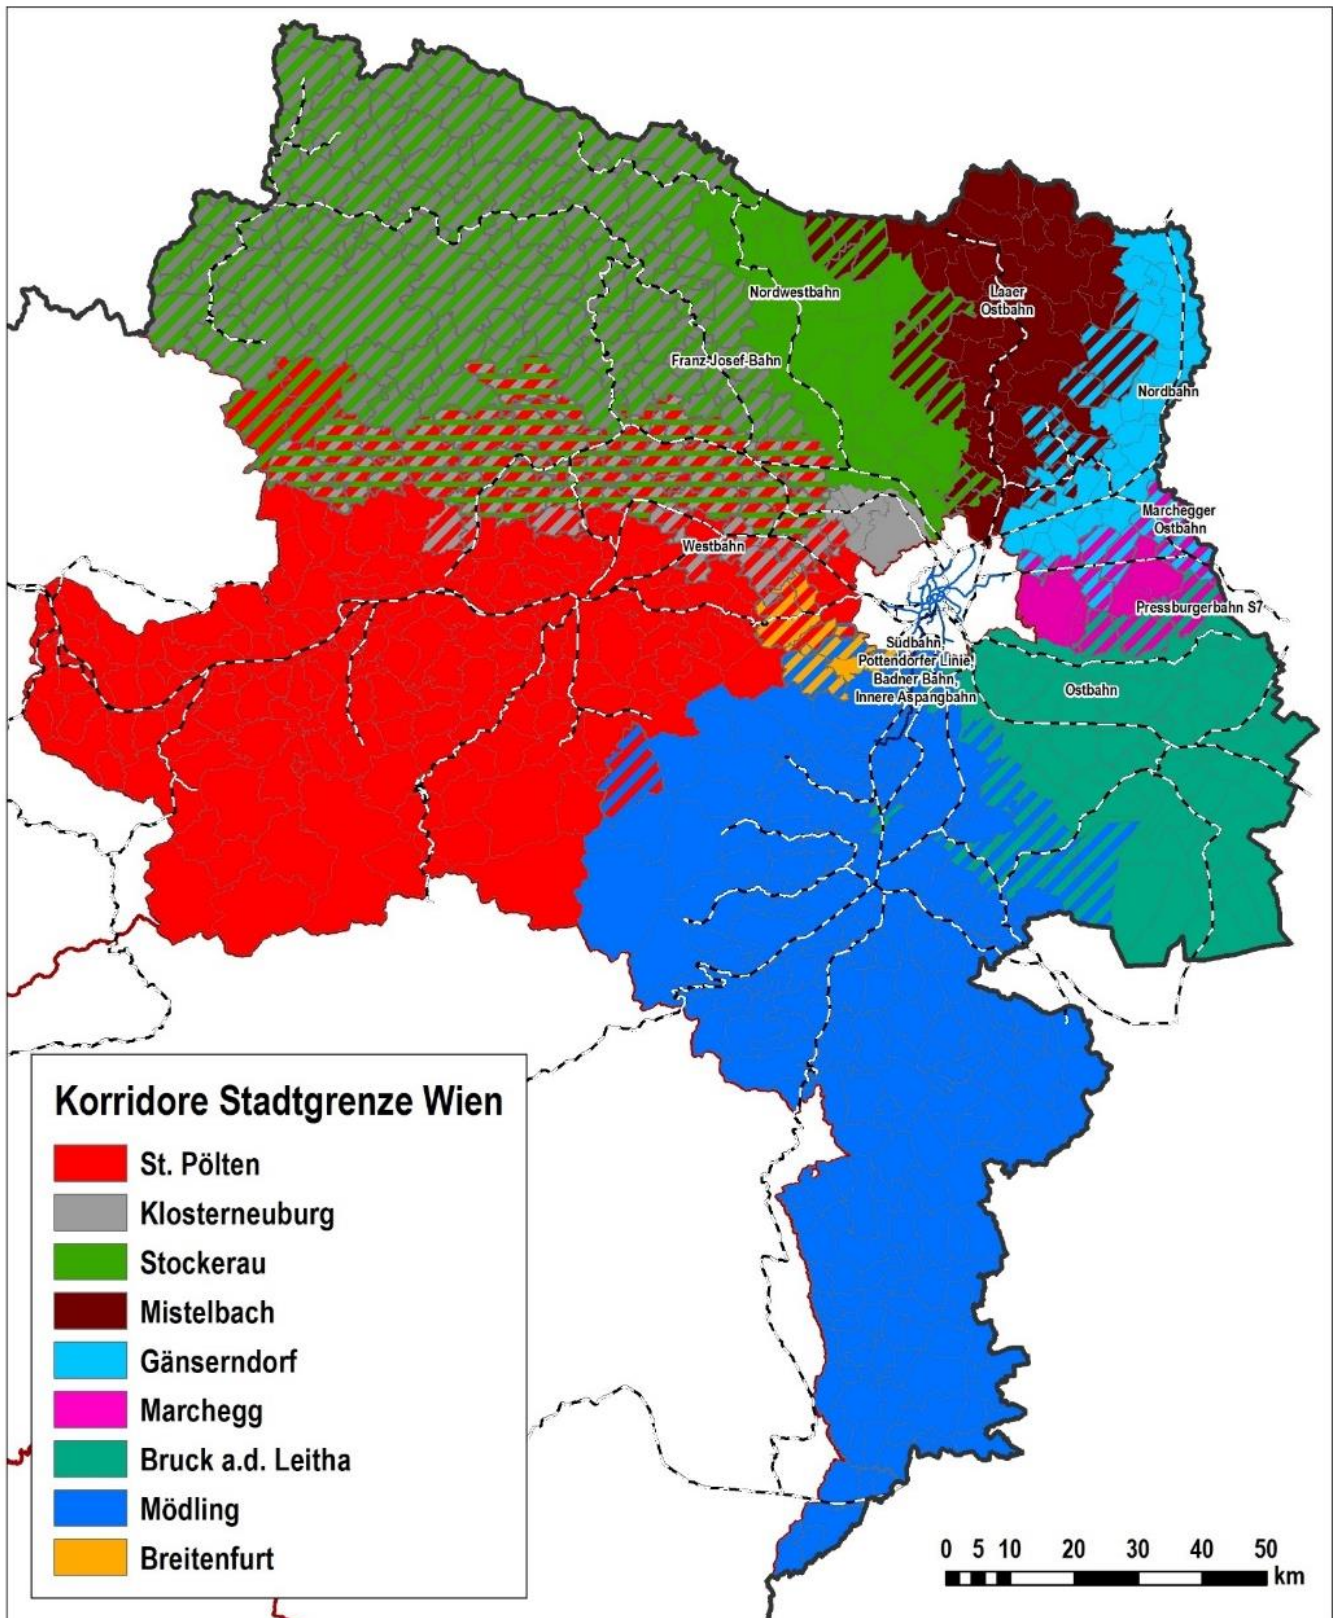 Nordwestbahn
Laaer
Ostbahn
Franz-Josef-Bahn
Nordbahn
Marchegger
Ostbahn
Westbahn
Pressburgerbahn S7
Südbahn,
Pottendorfer Linie,
Badner Bahn,
Innere Aspangbahn
Ostbahn
Korridore Stadtgrenze Wien
St. Pölten
Klosterneuburg
Stockerau
Mistelbach
Gänserndorf
Marchegg
Bruck a.d. Leitha
Mödling
Breitenfurt
0 5 10 20 30 40 50
km